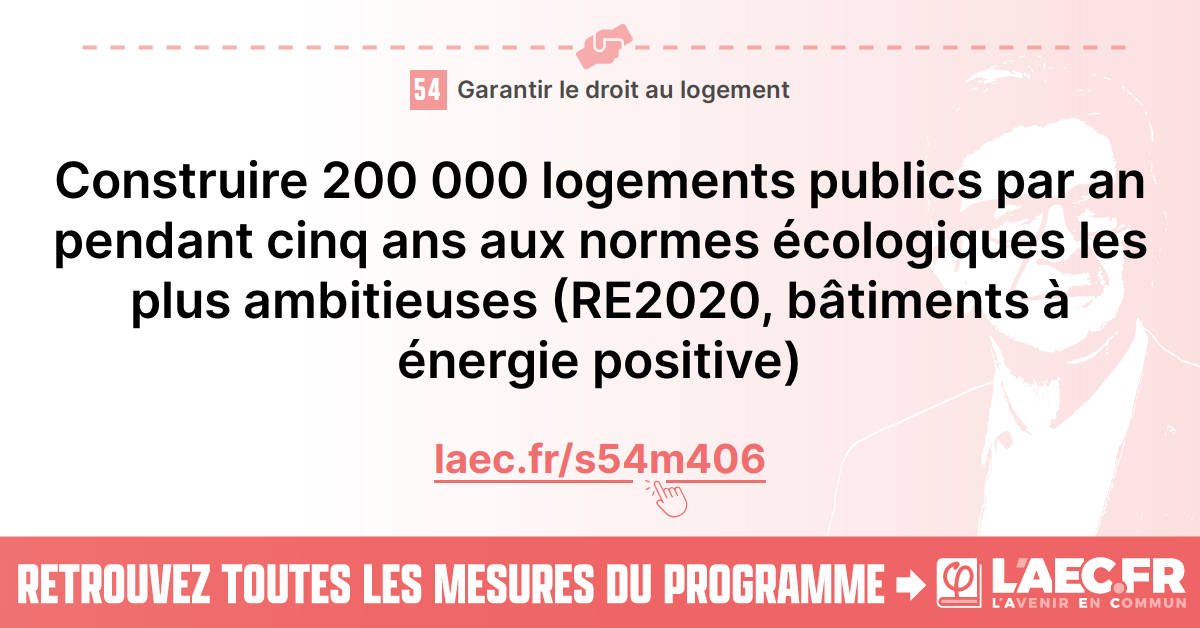 54 Garantir le droit au logement
Construire 200 000 logements publics par an
pendant cinq ans aux normes écologiques les
plus ambitieuses (RE2020, bâtiments à
énergie positive)
laec.fr/s54m406
RETROUVEZ TOUTES LES MESURES DU PROGRAMME
φ L'AEC.FR
L'AVENIR EN COMMUN